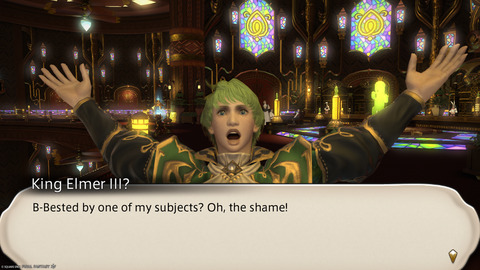 King Elmer III?
B-Bested by one of my subjects? Oh, the shame!